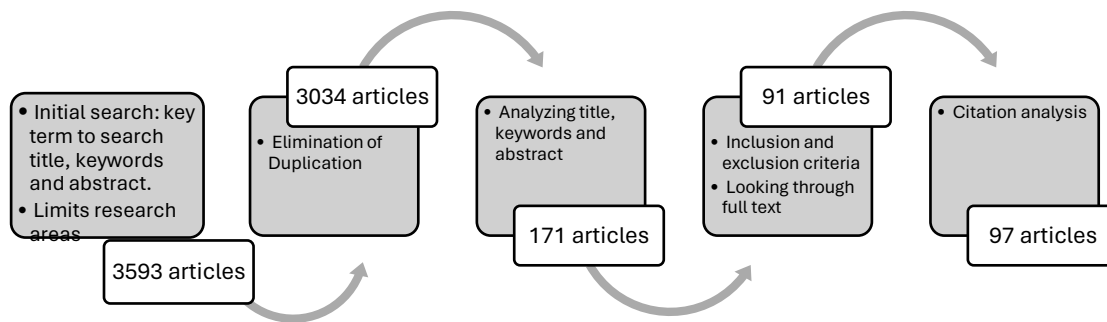 • Initial search: key
term to search
title, keywords
and abstract.
• Limits research
areas
3593 articles
3034 articles
• Elimination of
Duplication
• Analyzing title,
keywords and
abstract
171 articles
91 articles
• Inclusion and
exclusion criteria
• Looking through
full text
• Citation analysis
97 articles